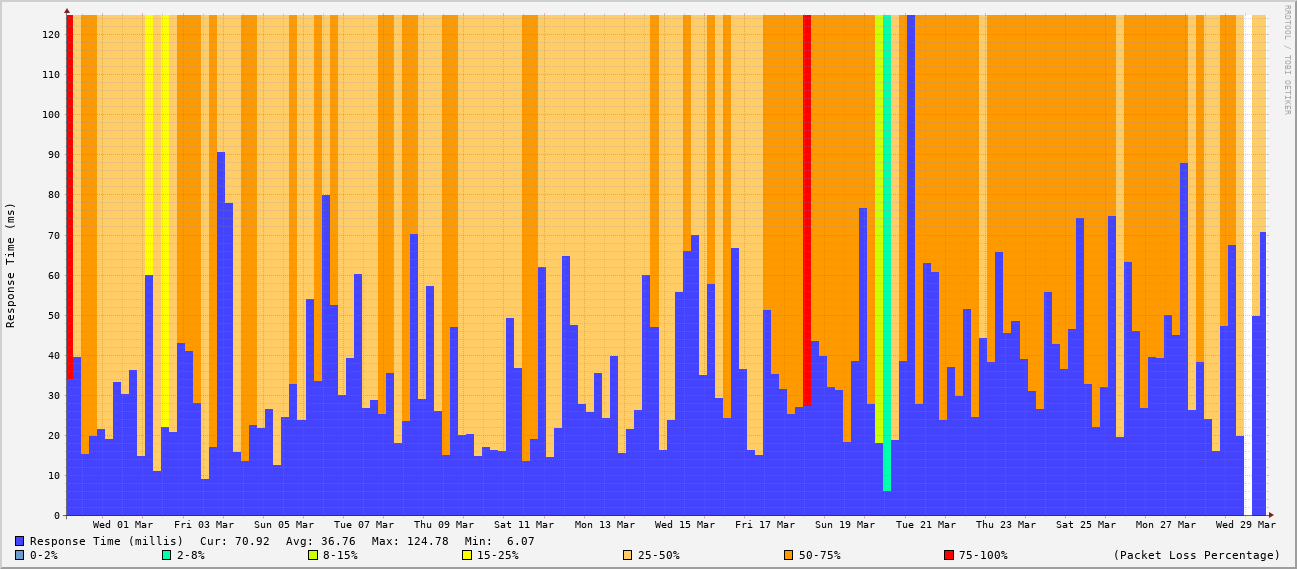 RRDTOOL / TOBI OETIKER
Response Time (ms)
120
110
100
90
80
70
60
50
40
30
20
10
0
Wed 01 Mar Fri 03 Mar Sun 05 Mar Tue 07 Mar Thu 09 Mar Sat 11 Mar Mon 13 Mar Wed 15 Mar Fri 17 Mar Sun 19 Mar Tue 21 Mar Thu 23 Mar Sat 25 Mar Mon 27 Mar Wed 29 Mar
Response Time (millis) Cur: 70.92 Avg: 36.76 Max: 124.78 Min: 6.07
0-2% 2-8% 8-15% 15-25% 25-50% 50-75% 75-100% (Packet Loss Percentage)